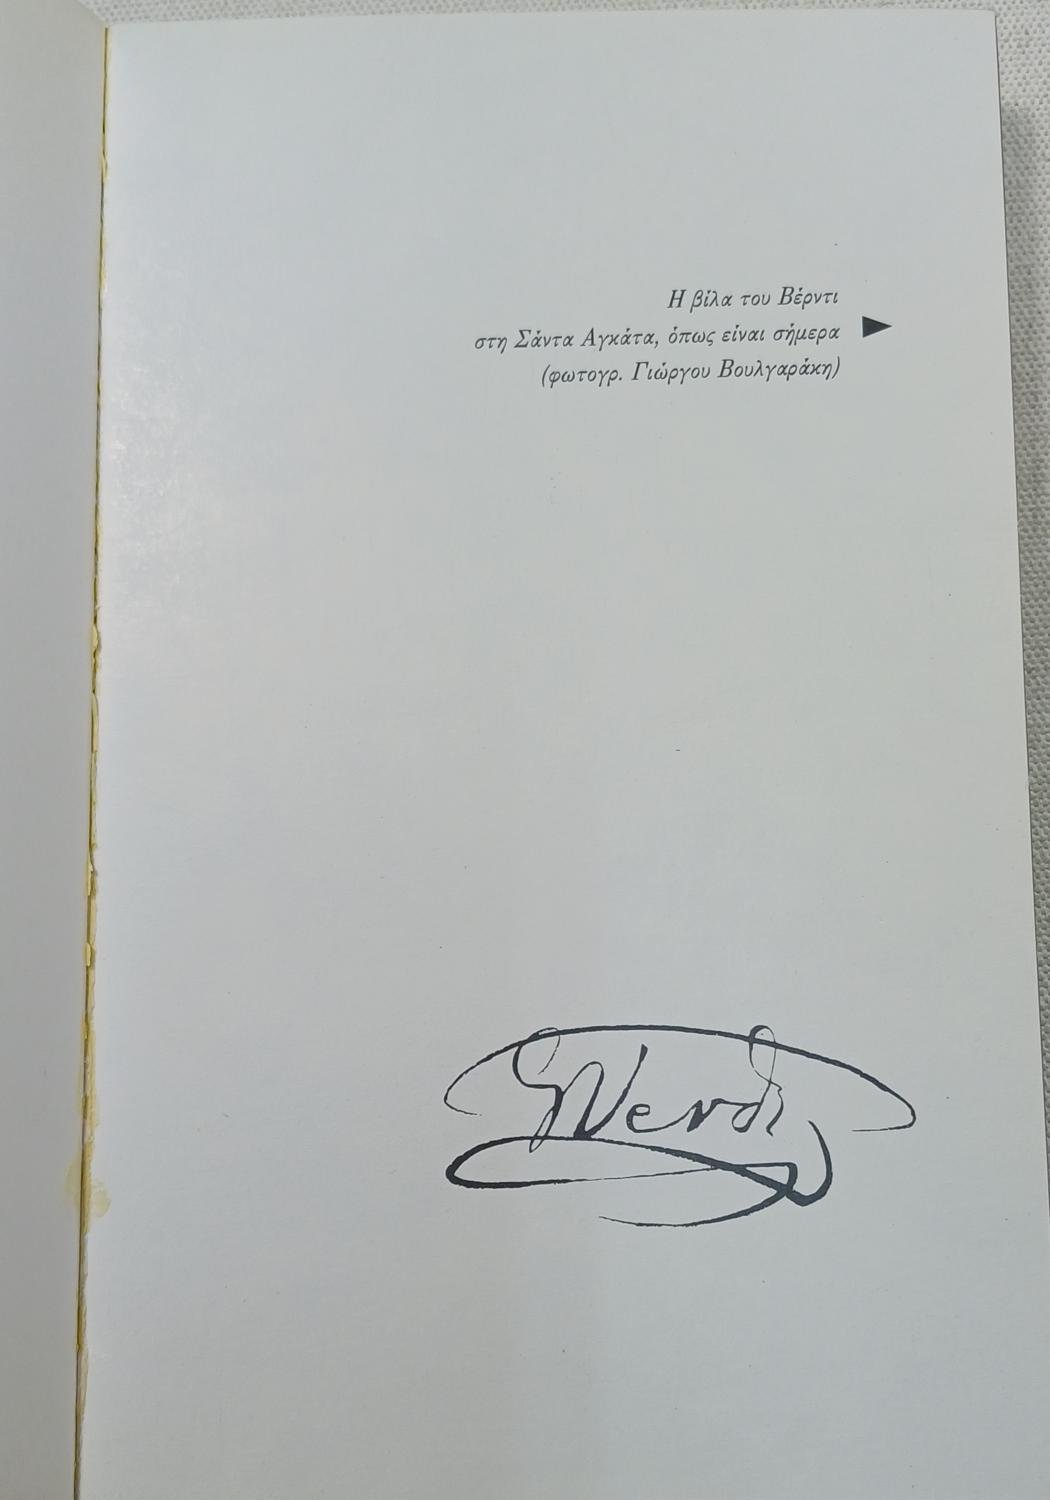 Η βίλα του Βέρντι
στη Σάντα Αγκάτα, όπως είναι σήμερα
(φωτογρ. Γιώργου Βουλγαράκη)
GVerdi